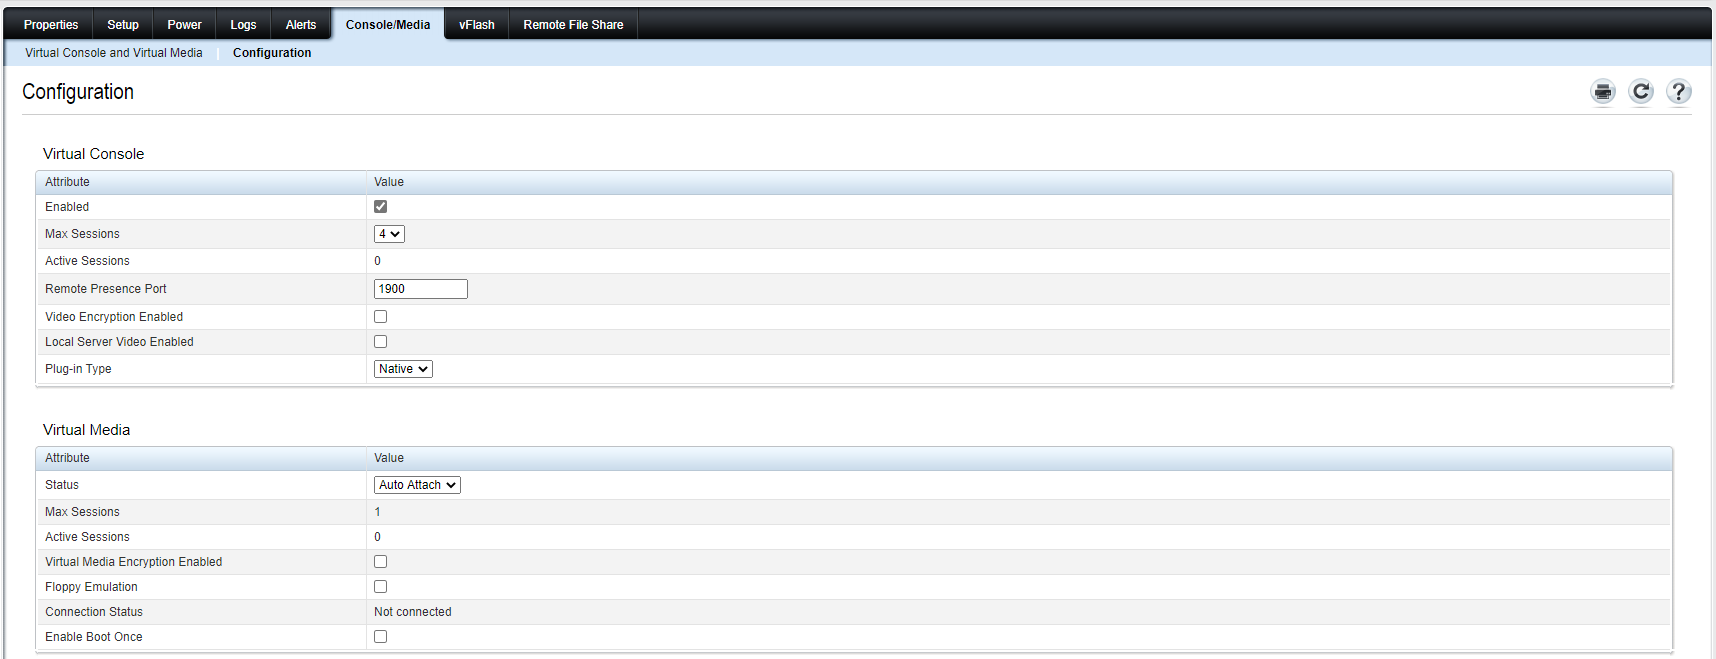 Properties Setup Power Logs Alerts Console/Media vFlash Remote File Share
Virtual Console and Virtual Media Configuration
Configuration
Virtual Console
Attribute Value
Enabled
Max Sessions 4
Active Sessions 0
Remote Presence Port 1900
Video Encryption Enabled
Local Server Video Enabled
Plug-in Type Native
Virtual Media
Attribute Value
Status Auto Attach
Max Sessions 1
Active Sessions 0
Virtual Media Encryption Enabled
Floppy Emulation
Connection Status Not connected
Enable Boot Once